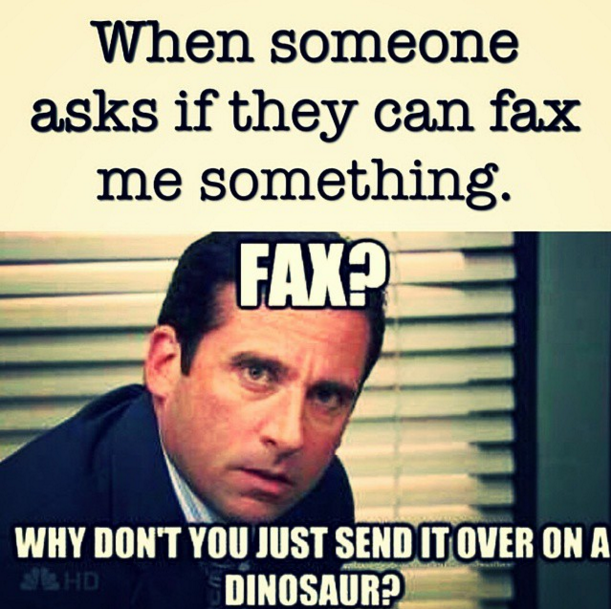 When someone
asks if they can fax
me something.
FAX?
WHY DON'T YOU JUST SEND IT OVER ON A
DINOSAUR?
HD